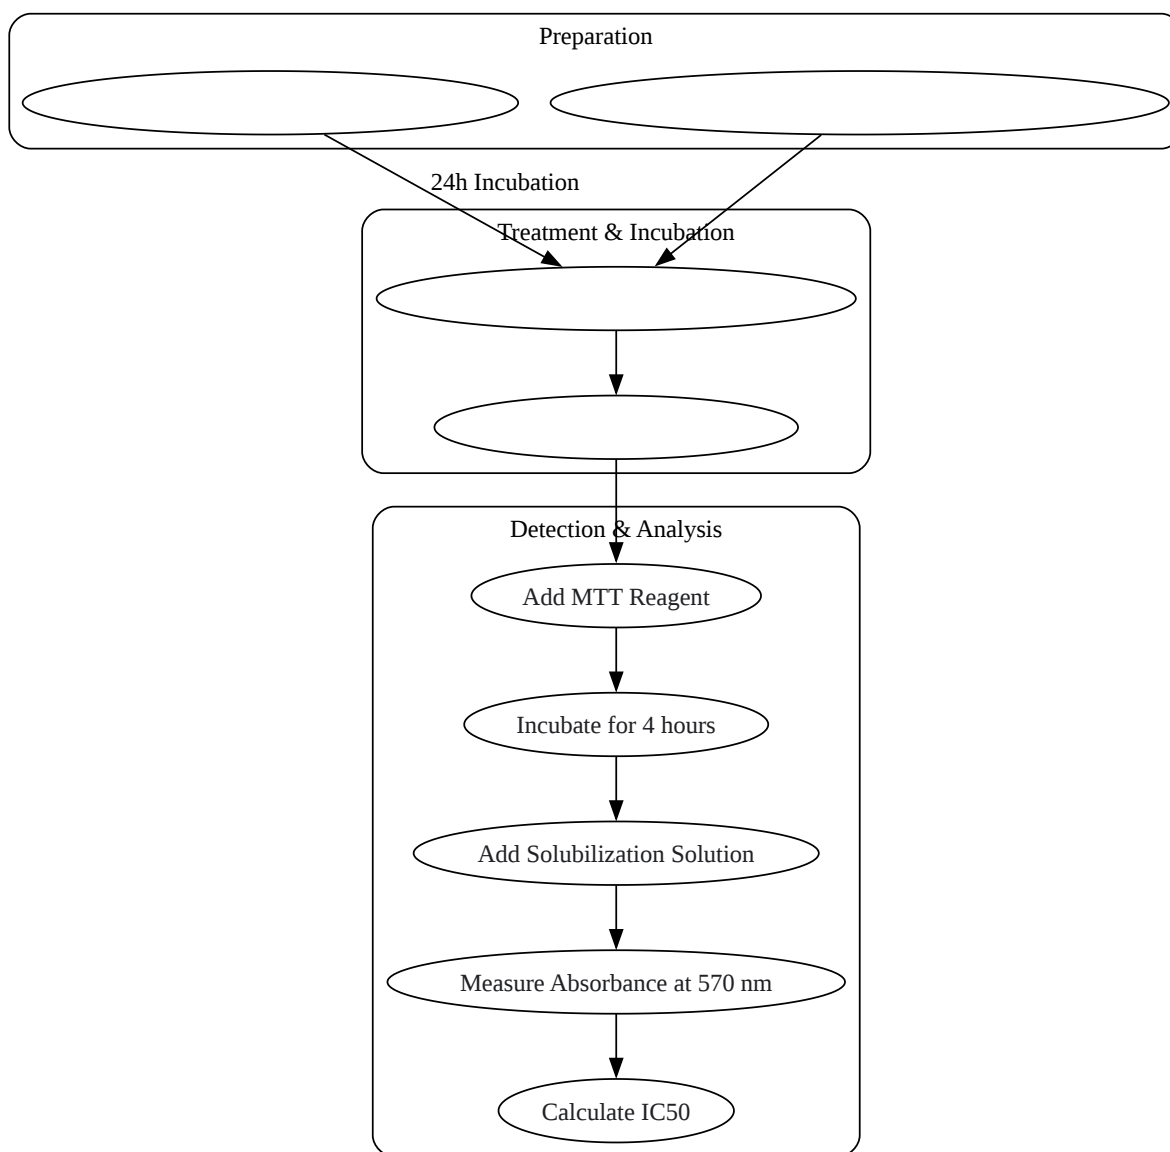 Preparation
24h Incubation
Treatment & Incubation
Detection & Analysis
Add MTT Reagent
Incubate for 4 hours
Add Solubilization Solution
Measure Absorbance at 570 nm
Calculate IC50